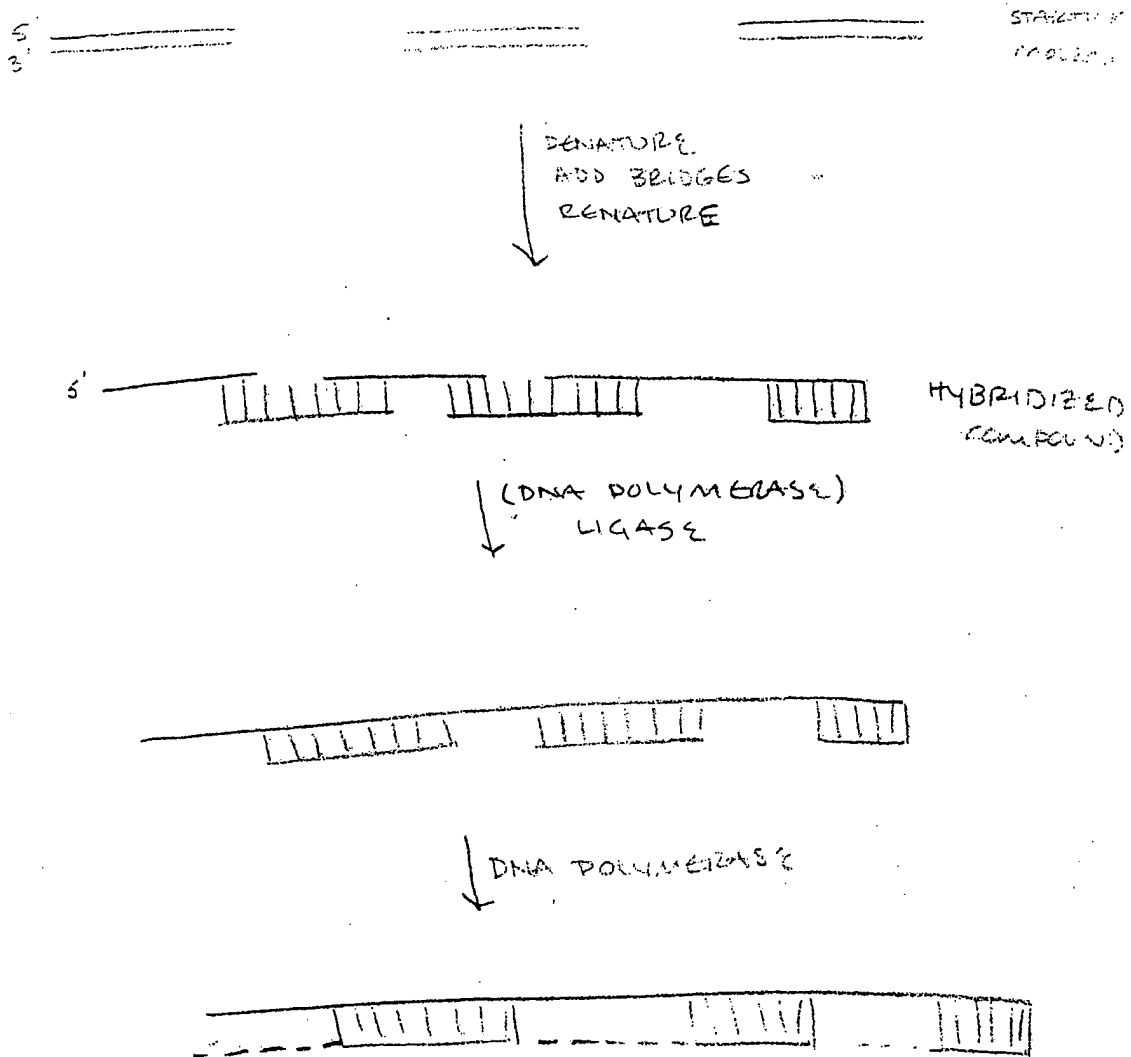 5
3'
DENATURE
ADD BRIDGES
RENATURE
5'
HYBRIDIZED
COMPOUND
(DNA POLYMERASE)
LIGASE
DNA POLYMERASE